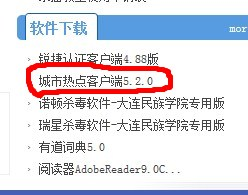 软件下载
mor
锐捷认证客户端4.88版
城市热点客户端5.2.0
诺顿杀毒软件-大连民族学院专用版
瑞星杀毒软件-大连民族学院专用版
有道词典5.0
阅读器AdobeReader9.0C...